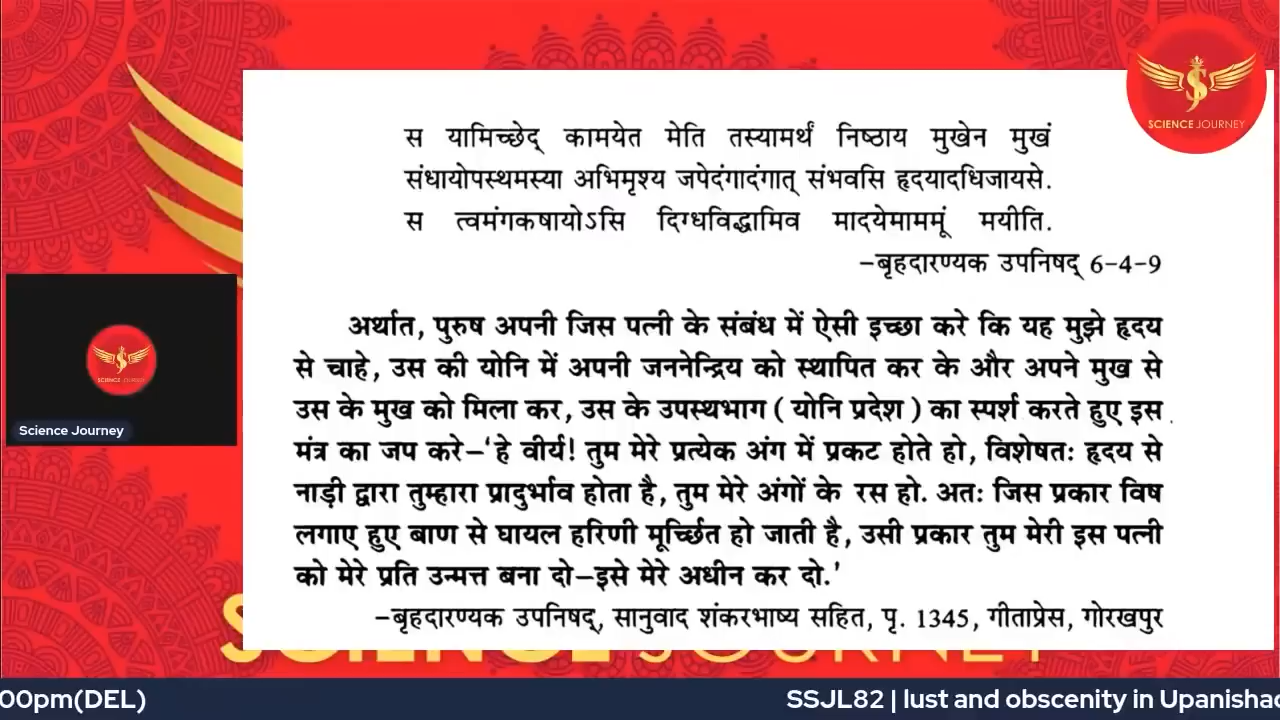 SCIENCE JOURNEY
स यामिच्छेद् कामयेत मेति तस्यामर्थं निष्ठाय मुखेन मुखं
संधायोपस्थमस्या अभिमृश्य जपेदंगादंगात् संभवसि हृदयादधिजायसे.
स त्वमंगकषायोऽसि दिग्धविद्धामिव मादयेमाममूं मयीति.
–बृहदारण्यक उपनिषद् 6-4-9
अर्थात, पुरुष अपनी जिस पत्नी के संबंध में ऐसी इच्छा करे कि यह मुझे हृदय
से चाहे, उस की योनि में अपनी जननेन्द्रिय को स्थापित कर के और अपने मुख से
उस के मुख को मिला कर, उस के उपस्थभाग ( योनि प्रदेश ) का स्पर्श करते हुए इस
मंत्र का जप करे–‘हे वीर्य! तुम मेरे प्रत्येक अंग में प्रकट होते हो, विशेषतः हृदय से
नाड़ी द्वारा तुम्हारा प्रादुर्भाव होता है, तुम मेरे अंगों के रस हो. अतः जिस प्रकार विष
लगाए हुए बाण से घायल हरिणी मूर्च्छित हो जाती है, उसी प्रकार तुम मेरी इस पत्नी
को मेरे प्रति उन्मत्त बना दो–इसे मेरे अधीन कर दो.’
–बृहदारण्यक उपनिषद्, सानुवाद शंकरभाष्य सहित, पृ. 1345, गीताप्रेस, गोरखपुर
SCIENCE JOURNEY
Science Journey
SCIENCE JOURNEY
00pm(DEL)
SSJL82 | lust and obscenity in Upanishad